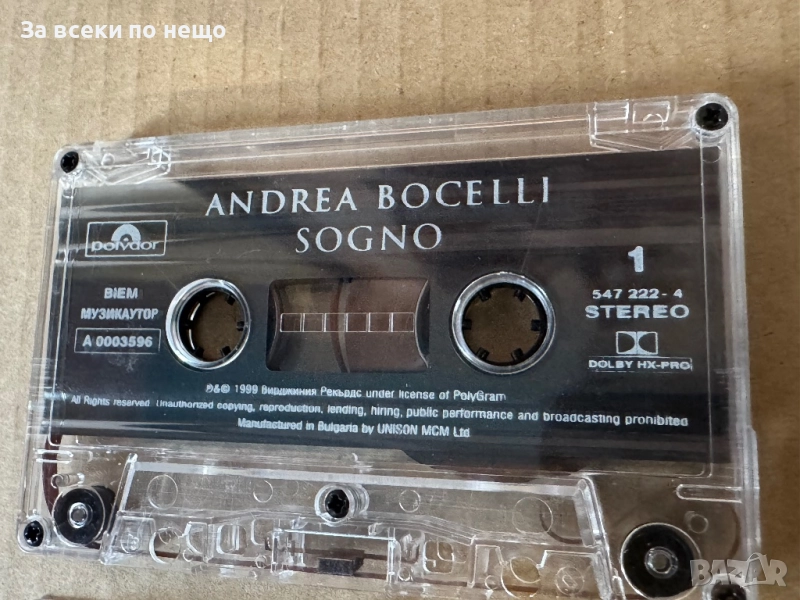 За всеки по нещо
ANDREA BOCELLI
SOGNO
polydor
1
BIEM
МУЗИКАУТОР
A 0003596
547 222-4
STEREO
DOLBY HX-PRO
℗&© 1999 Вирджиния Рекърдс under license of PolyGram
All Rights reserved. Unauthorized copying, reproduction, lending, hiring, public performance and broadcasting prohibited
Manufactured in Bulgaria by UNISON MCM Ltd
BAZAR